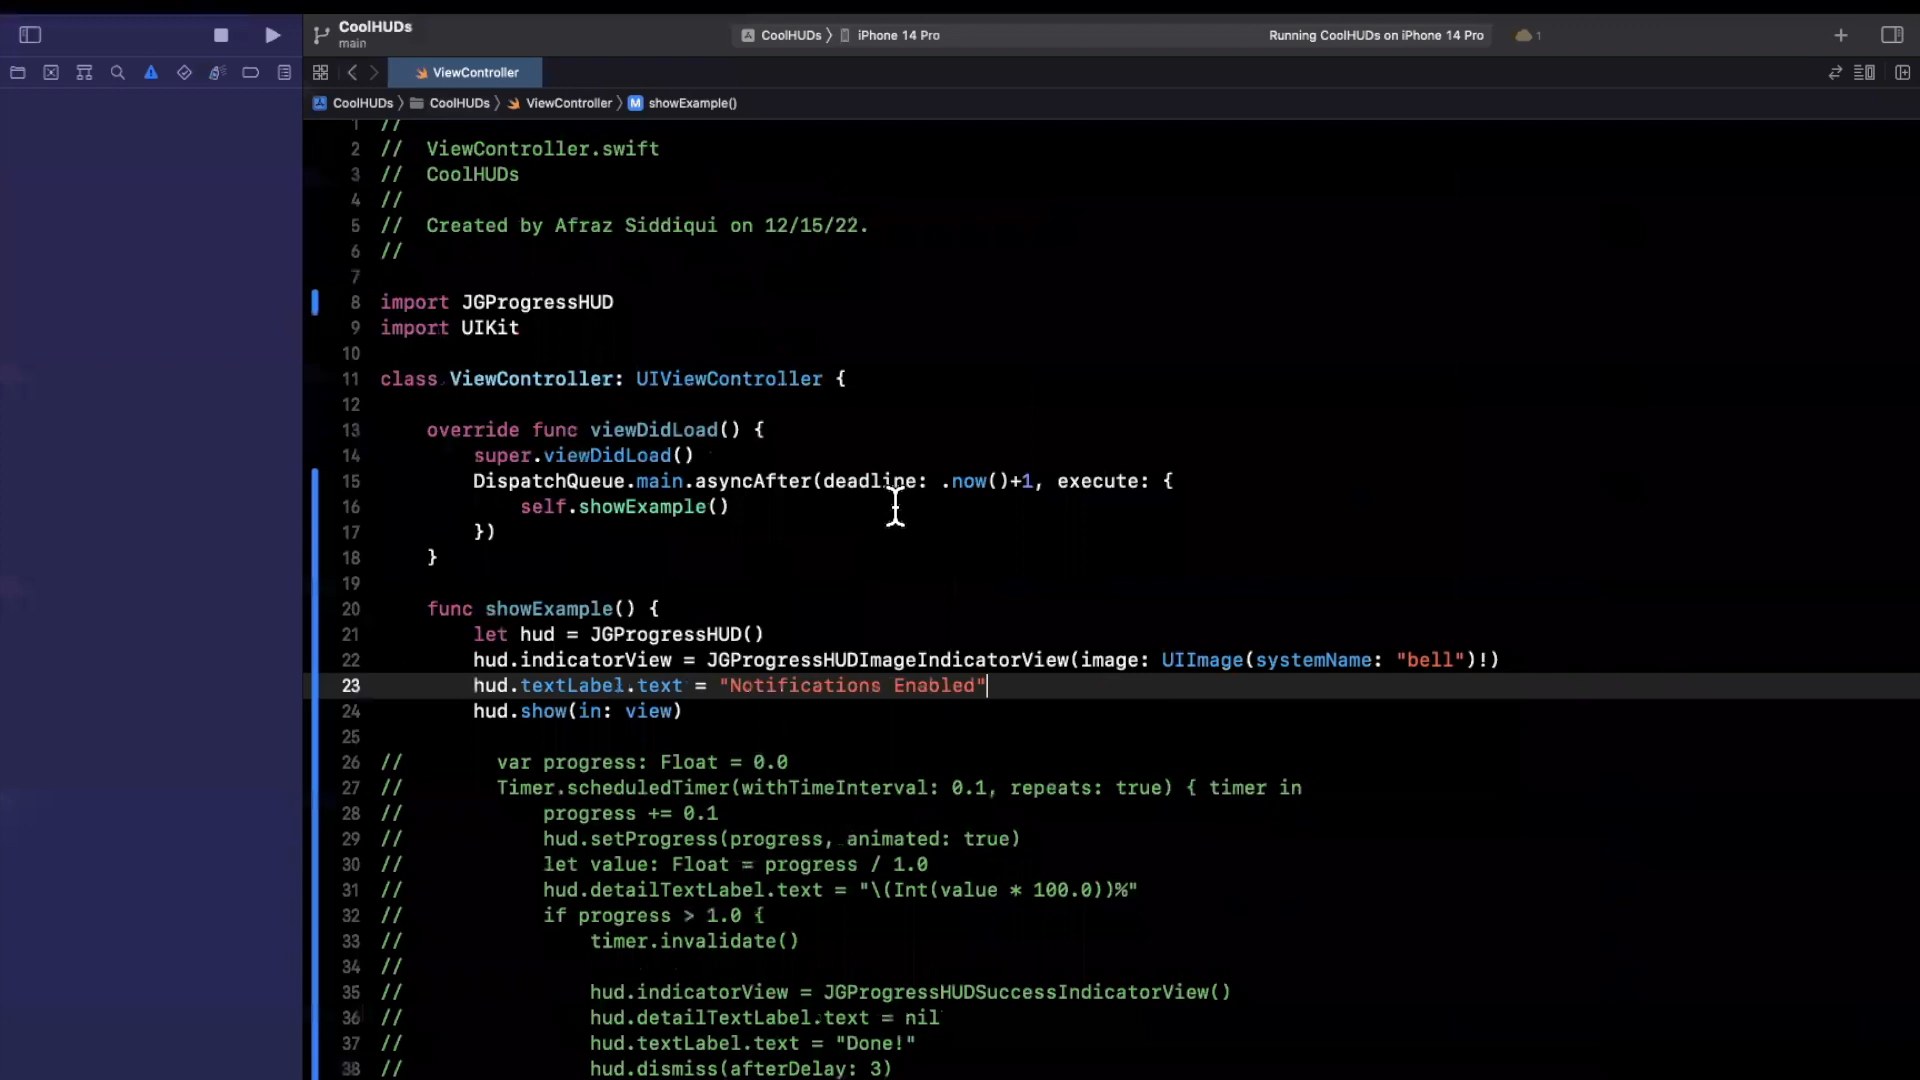 CoolHUDs
main
CoolHUDs 〉 iPhone 14 Pro
Running CoolHUDs on iPhone 14 Pro
1
ViewController
CoolHUDs 〉 CoolHUDs 〉 ViewController 〉 M showExample()
1 //
2 //  ViewController.swift
3 //  CoolHUDs
4 //
5 //  Created by Afraz Siddiqui on 12/15/22.
6 //
7
8 import JGProgressHUD
9 import UIKit
10
11 class ViewController: UIViewController {
12
13     override func viewDidLoad() {
14         super.viewDidLoad()
15         DispatchQueue.main.asyncAfter(deadline: .now()+1, execute: {
16             self.showExample()
17         })
18     }
19
20     func showExample() {
21         let hud = JGProgressHUD()
22         hud.indicatorView = JGProgressHUDImageIndicatorView(image: UIImage(systemName: "bell")!)
23         hud.textLabel.text = "Notifications Enabled"
24         hud.show(in: view)
25
26 //        var progress: Float = 0.0
27 //        Timer.scheduledTimer(withTimeInterval: 0.1, repeats: true) { timer in
28 //            progress += 0.1
29 //            hud.setProgress(progress, animated: true)
30 //            let value: Float = progress / 1.0
31 //            hud.detailTextLabel.text = "\(Int(value * 100.0))%"
32 //            if progress > 1.0 {
33 //                timer.invalidate()
34 //
35 //                hud.indicatorView = JGProgressHUDSuccessIndicatorView()
36 //                hud.detailTextLabel.text = nil
37 //                hud.textLabel.text = "Done!"
38 //                hud.dismiss(afterDelay: 3)